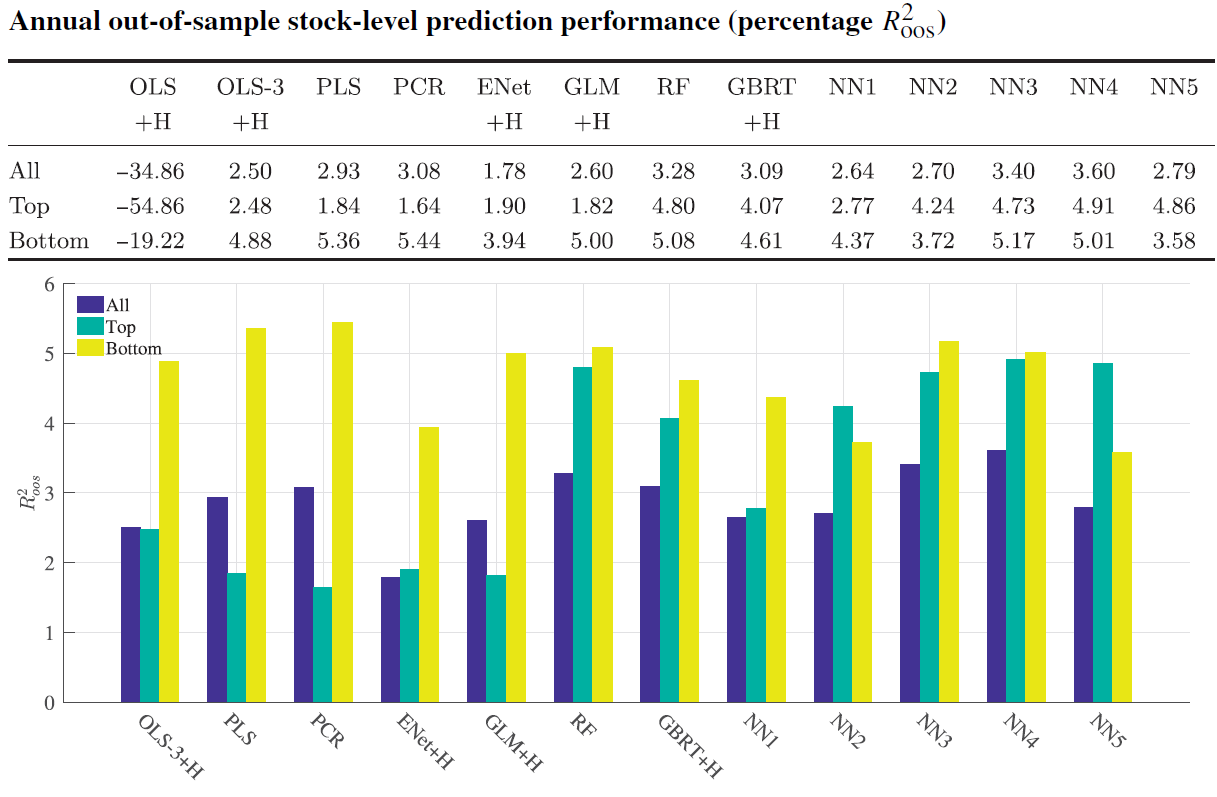 Annual out-of-sample stock-level prediction performance (percentage R²oos)
OLS OLS-3 PLS PCR ENet GLM RF GBRT NN1 NN2 NN3 NN4 NN5
+H +H +H +H +H
All –34.86 2.50 2.93 3.08 1.78 2.60 3.28 3.09 2.64 2.70 3.40 3.60 2.79
Top –54.86 2.48 1.84 1.64 1.90 1.82 4.80 4.07 2.77 4.24 4.73 4.91 4.86
Bottom –19.22 4.88 5.36 5.44 3.94 5.00 5.08 4.61 4.37 3.72 5.17 5.01 3.58
6
All
Top
Bottom
5
4
3
R²oos
2
1
0
OLS-3+H PLS PCR ENet+H GLM+H RF GBRT+H NN1 NN2 NN3 NN4 NN5